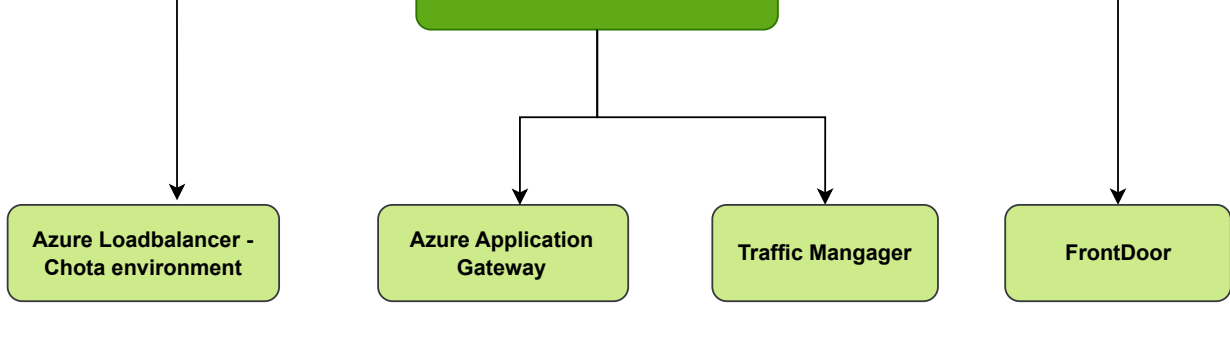 Azure Loadbalancer -
Chota environment
Azure Application
Gateway
Traffic Mangager
FrontDoor